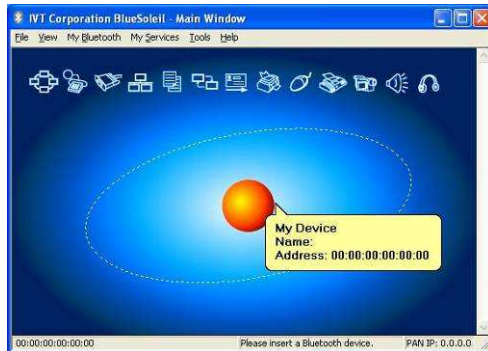 IVT Corporation BlueSoleil - Main Window
File View My Bluetooth My Services Tools Help
My Device
Name:
Address: 00:00:00:00:00:00
00:00:00:00:00:00 Please insert a Bluetooth device. PAN IP: 0.0.0.0